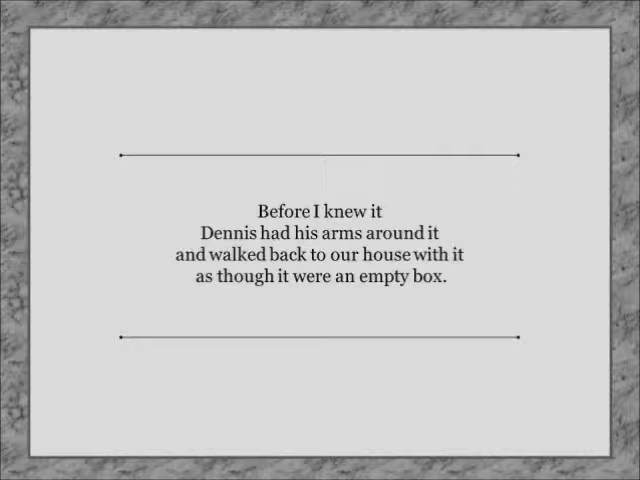 Before I knew it
Dennis had his arms around it
and walked back to our house with it
as though it were an empty box.